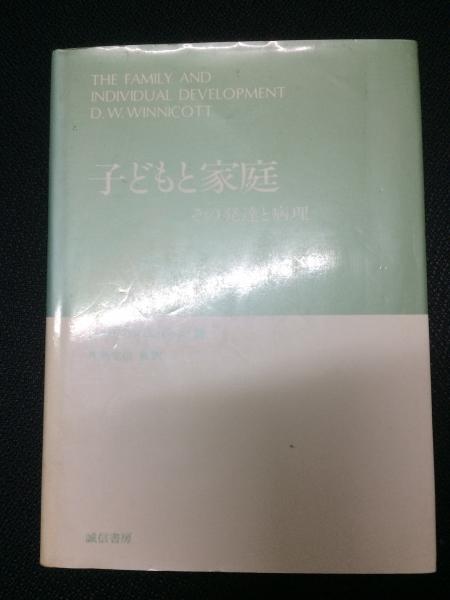 THE FAMILY AND
INDIVIDUAL DEVELOPMENT
D. W. WINNICOTT
子どもと家庭
その発達と病理
誠信書房